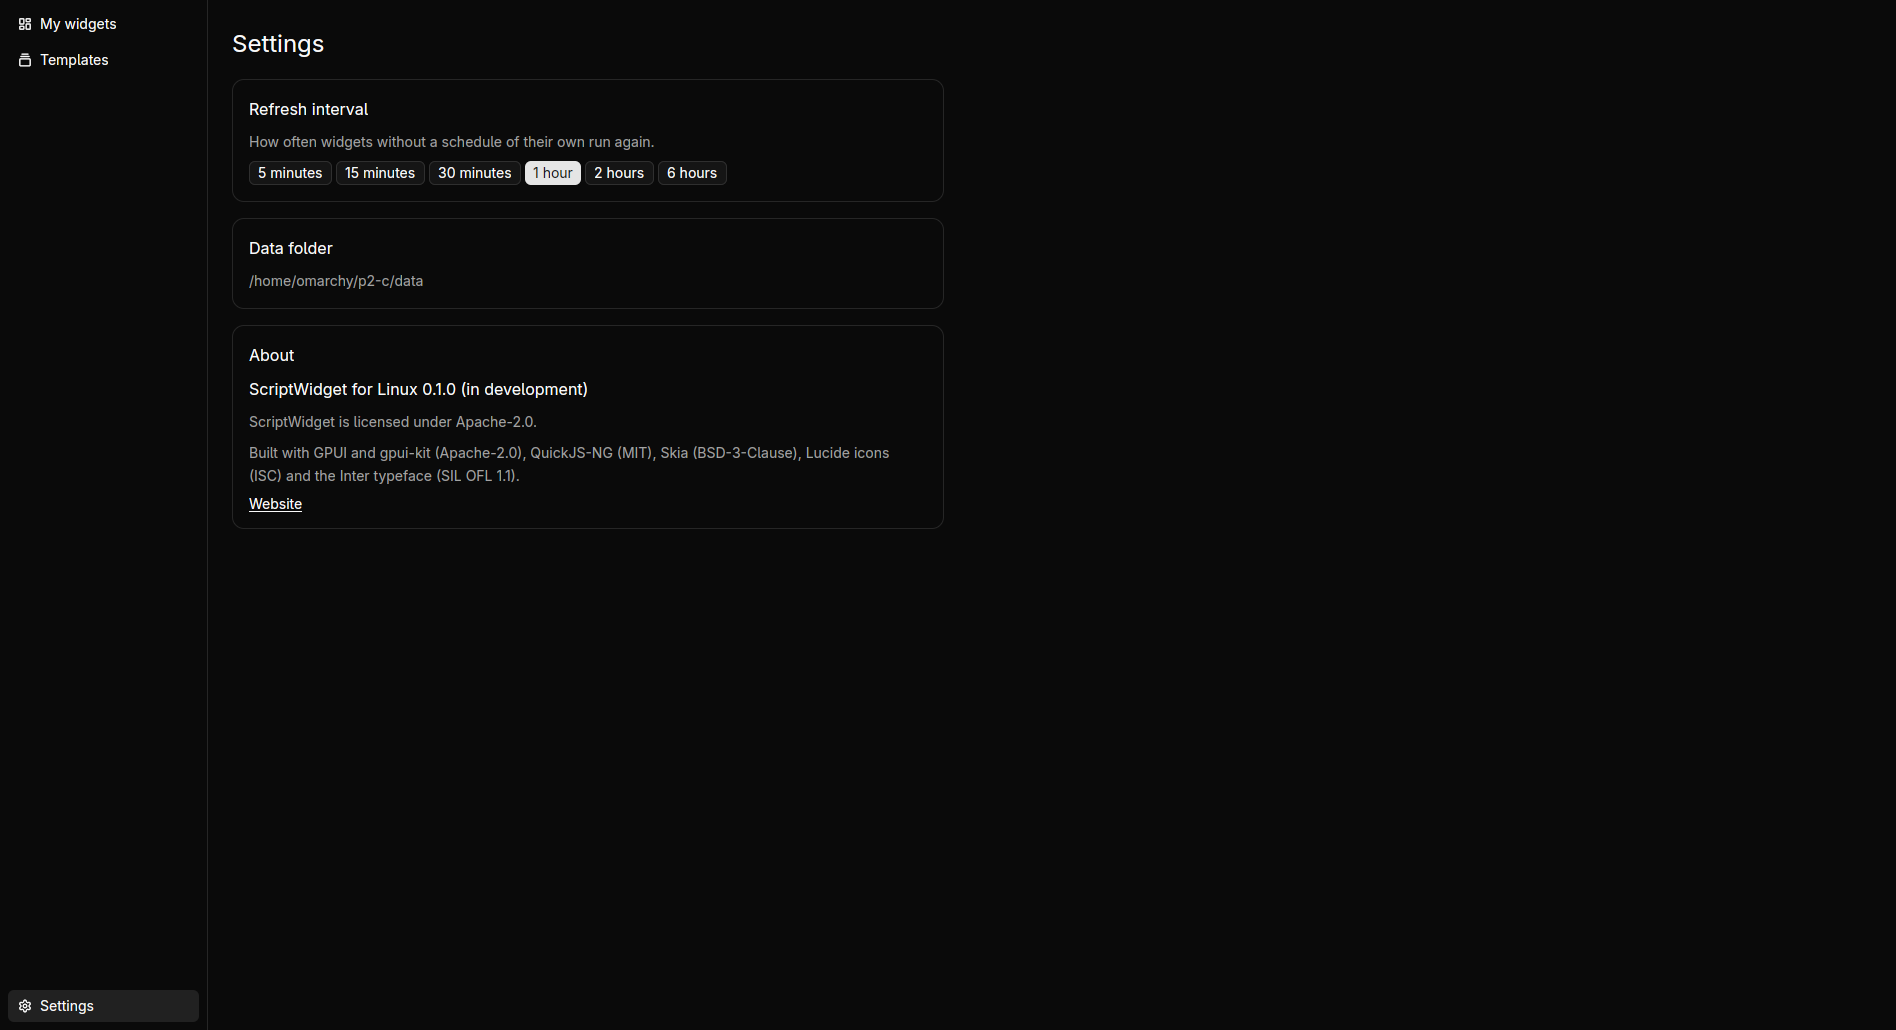 My widgets
Templates
Settings
Refresh interval
How often widgets without a schedule of their own run again.
5 minutes 15 minutes 30 minutes 1 hour 2 hours 6 hours
Data folder
/home/omarchy/p2-c/data
About
ScriptWidget for Linux 0.1.0 (in development)
ScriptWidget is licensed under Apache-2.0.
Built with GPUI and gpui-kit (Apache-2.0), QuickJS-NG (MIT), Skia (BSD-3-Clause), Lucide icons
(ISC) and the Inter typeface (SIL OFL 1.1).
Website
Settings